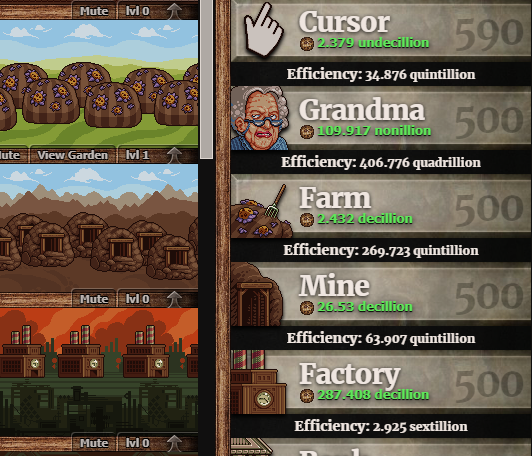 Mute lvl 0
Mute View Garden lvl 1
Mute lvl 0
Mute lvl 0
Cursor 590
2.379 undecillion
Efficiency: 34.876 quintillion
Grandma 500
109.917 nonillion
Efficiency: 406.776 quadrillion
Farm 500
2.432 decillion
Efficiency: 269.723 quintillion
Mine 500
26.53 decillion
Efficiency: 63.907 quintillion
Factory 500
287.408 decillion
Efficiency: 2.925 sextillion